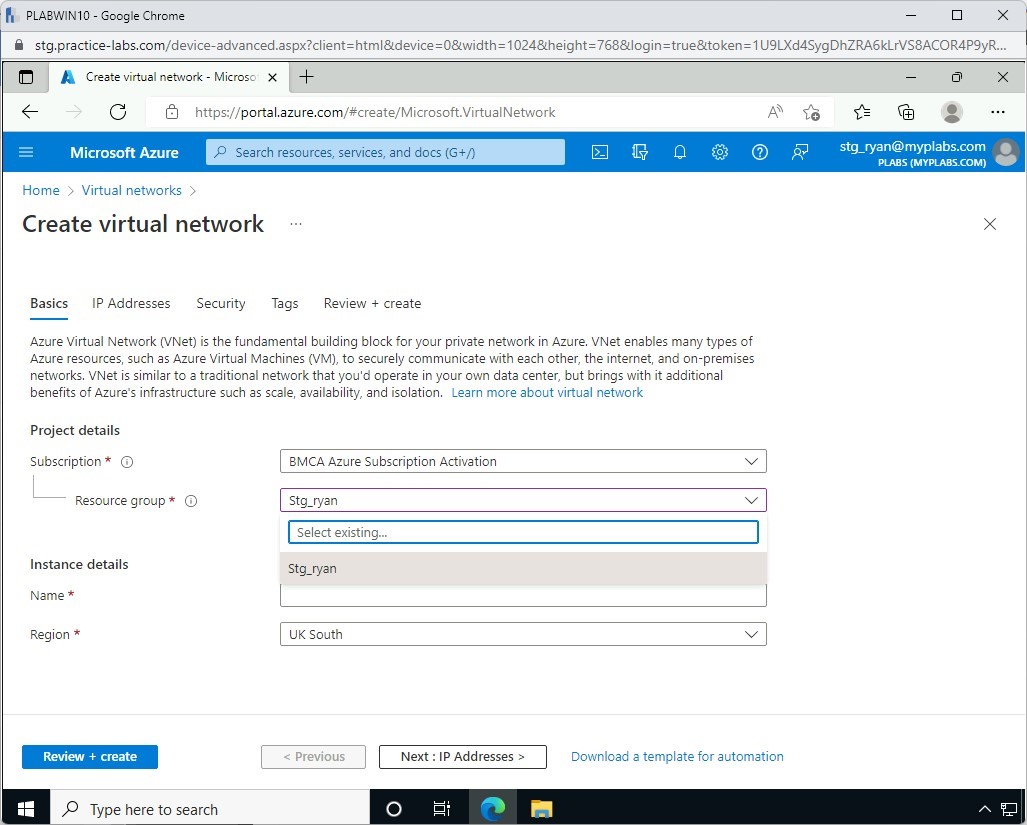 PLABWIN10 - Google Chrome
stg.practice-labs.com/device-advanced.aspx?client=html&device=0&width=1024&height=768&login=true&token=1U9LXd4SygDhZRA6kLrVS8ACOR4P9yR...
Create virtual network - Microsof
https://portal.azure.com/#create/Microsoft.VirtualNetwork
Microsoft Azure
Search resources, services, and docs (G+/)
stg_ryan@myplabs.com
PLABS (MYPLABS.COM)
Home > Virtual networks >
Create virtual network ...
Basics IP Addresses Security Tags Review + create
Azure Virtual Network (VNet) is the fundamental building block for your private network in Azure. VNet enables many types of
Azure resources, such as Azure Virtual Machines (VM), to securely communicate with each other, the internet, and on-premises
networks. VNet is similar to a traditional network that you'd operate in your own data center, but brings with it additional
benefits of Azure's infrastructure such as scale, availability, and isolation. Learn more about virtual network
Project details
Subscription * BMCA Azure Subscription Activation
Resource group * Stg_ryan
Select existing...
Stg_ryan
Instance details
Name *
Region * UK South
Review + create < Previous Next : IP Addresses > Download a template for automation
Type here to search